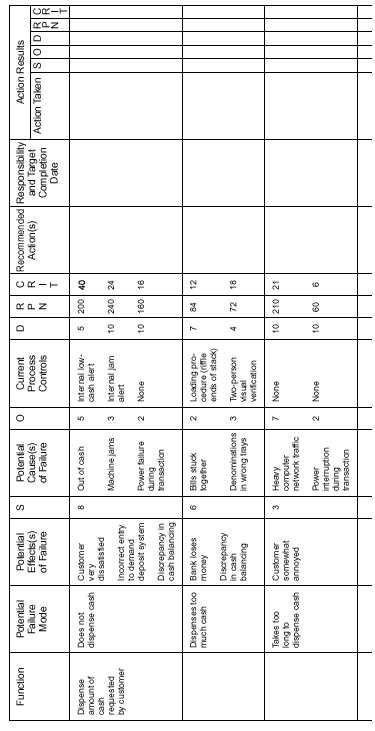 Function
Potential
Failure
Mode
Potential
Effects(s)
of Failure
S
Potential
Cause(s)
of Failure
O
Current
Process
Controls
D
R
P
N
C
R
I
T
Recommended
Action(s)
Responsibility
and Target
Completion
Date
Action Results
Action Taken
S
O
D
R
P
N
C
R
I
T
Dispense
amount of
cash
requested
by customer
Does not
dispense cash
Customer
very
dissatisfied
Incorrect entry
to demand
deposit system
Discrepancy in
cash balancing
8
Out of cash
5
Internal low-
cash alert
5
200
40
Machine jams
3
Internal jam
alert
10
240
24
Power failure
during
transaction
2
None
10
160
16
Dispenses too
much cash
Bank loses
money
Discrepancy
in cash
balancing
6
Bills stuck
together
2
Loading pro-
cedure (riffle
ends of stack)
7
84
12
Denominations
in wrong trays
3
Two-person
visual
verification
4
72
18
Takes too
long to
dispense cash
Customer
somewhat
annoyed
3
Heavy
computer
network traffic
7
None
10
210
21
Power
interruption
during
transaction
2
None
10
60
6